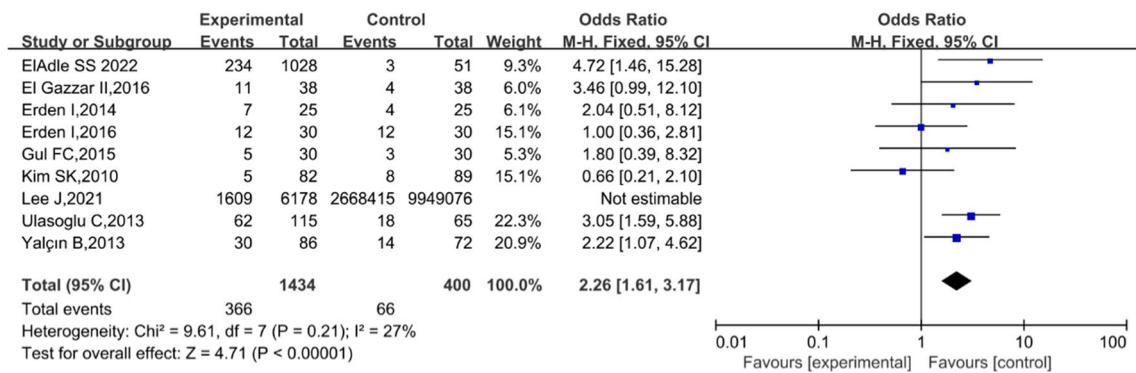 Experimental Control Odds Ratio Odds Ratio
Study or Subgroup Events Total Events Total Weight M-H, Fixed, 95% CI M-H, Fixed, 95% CI
ElAdle SS 2022 234 1028 3 51 9.3% 4.72 [1.46, 15.28]
El Gazzar II,2016 11 38 4 38 6.0% 3.46 [0.99, 12.10]
Erden I,2014 7 25 4 25 6.1% 2.04 [0.51, 8.12]
Erden I,2016 12 30 12 30 15.1% 1.00 [0.36, 2.81]
Gul FC,2015 5 30 3 30 5.3% 1.80 [0.39, 8.32]
Kim SK,2010 5 82 8 89 15.1% 0.66 [0.21, 2.10]
Lee J,2021 1609 6178 2668415 9949076 Not estimable
Ulasoglu C,2013 62 115 18 65 22.3% 3.05 [1.59, 5.88]
Yalçın B,2013 30 86 14 72 20.9% 2.22 [1.07, 4.62]
Total (95% CI) 1434 400 100.0% 2.26 [1.61, 3.17]
Total events 366 66
Heterogeneity: Chi² = 9.61, df = 7 (P = 0.21); I² = 27%
Test for overall effect: Z = 4.71 (P < 0.00001)
0.01 0.1 1 10 100
Favours [experimental] Favours [control]